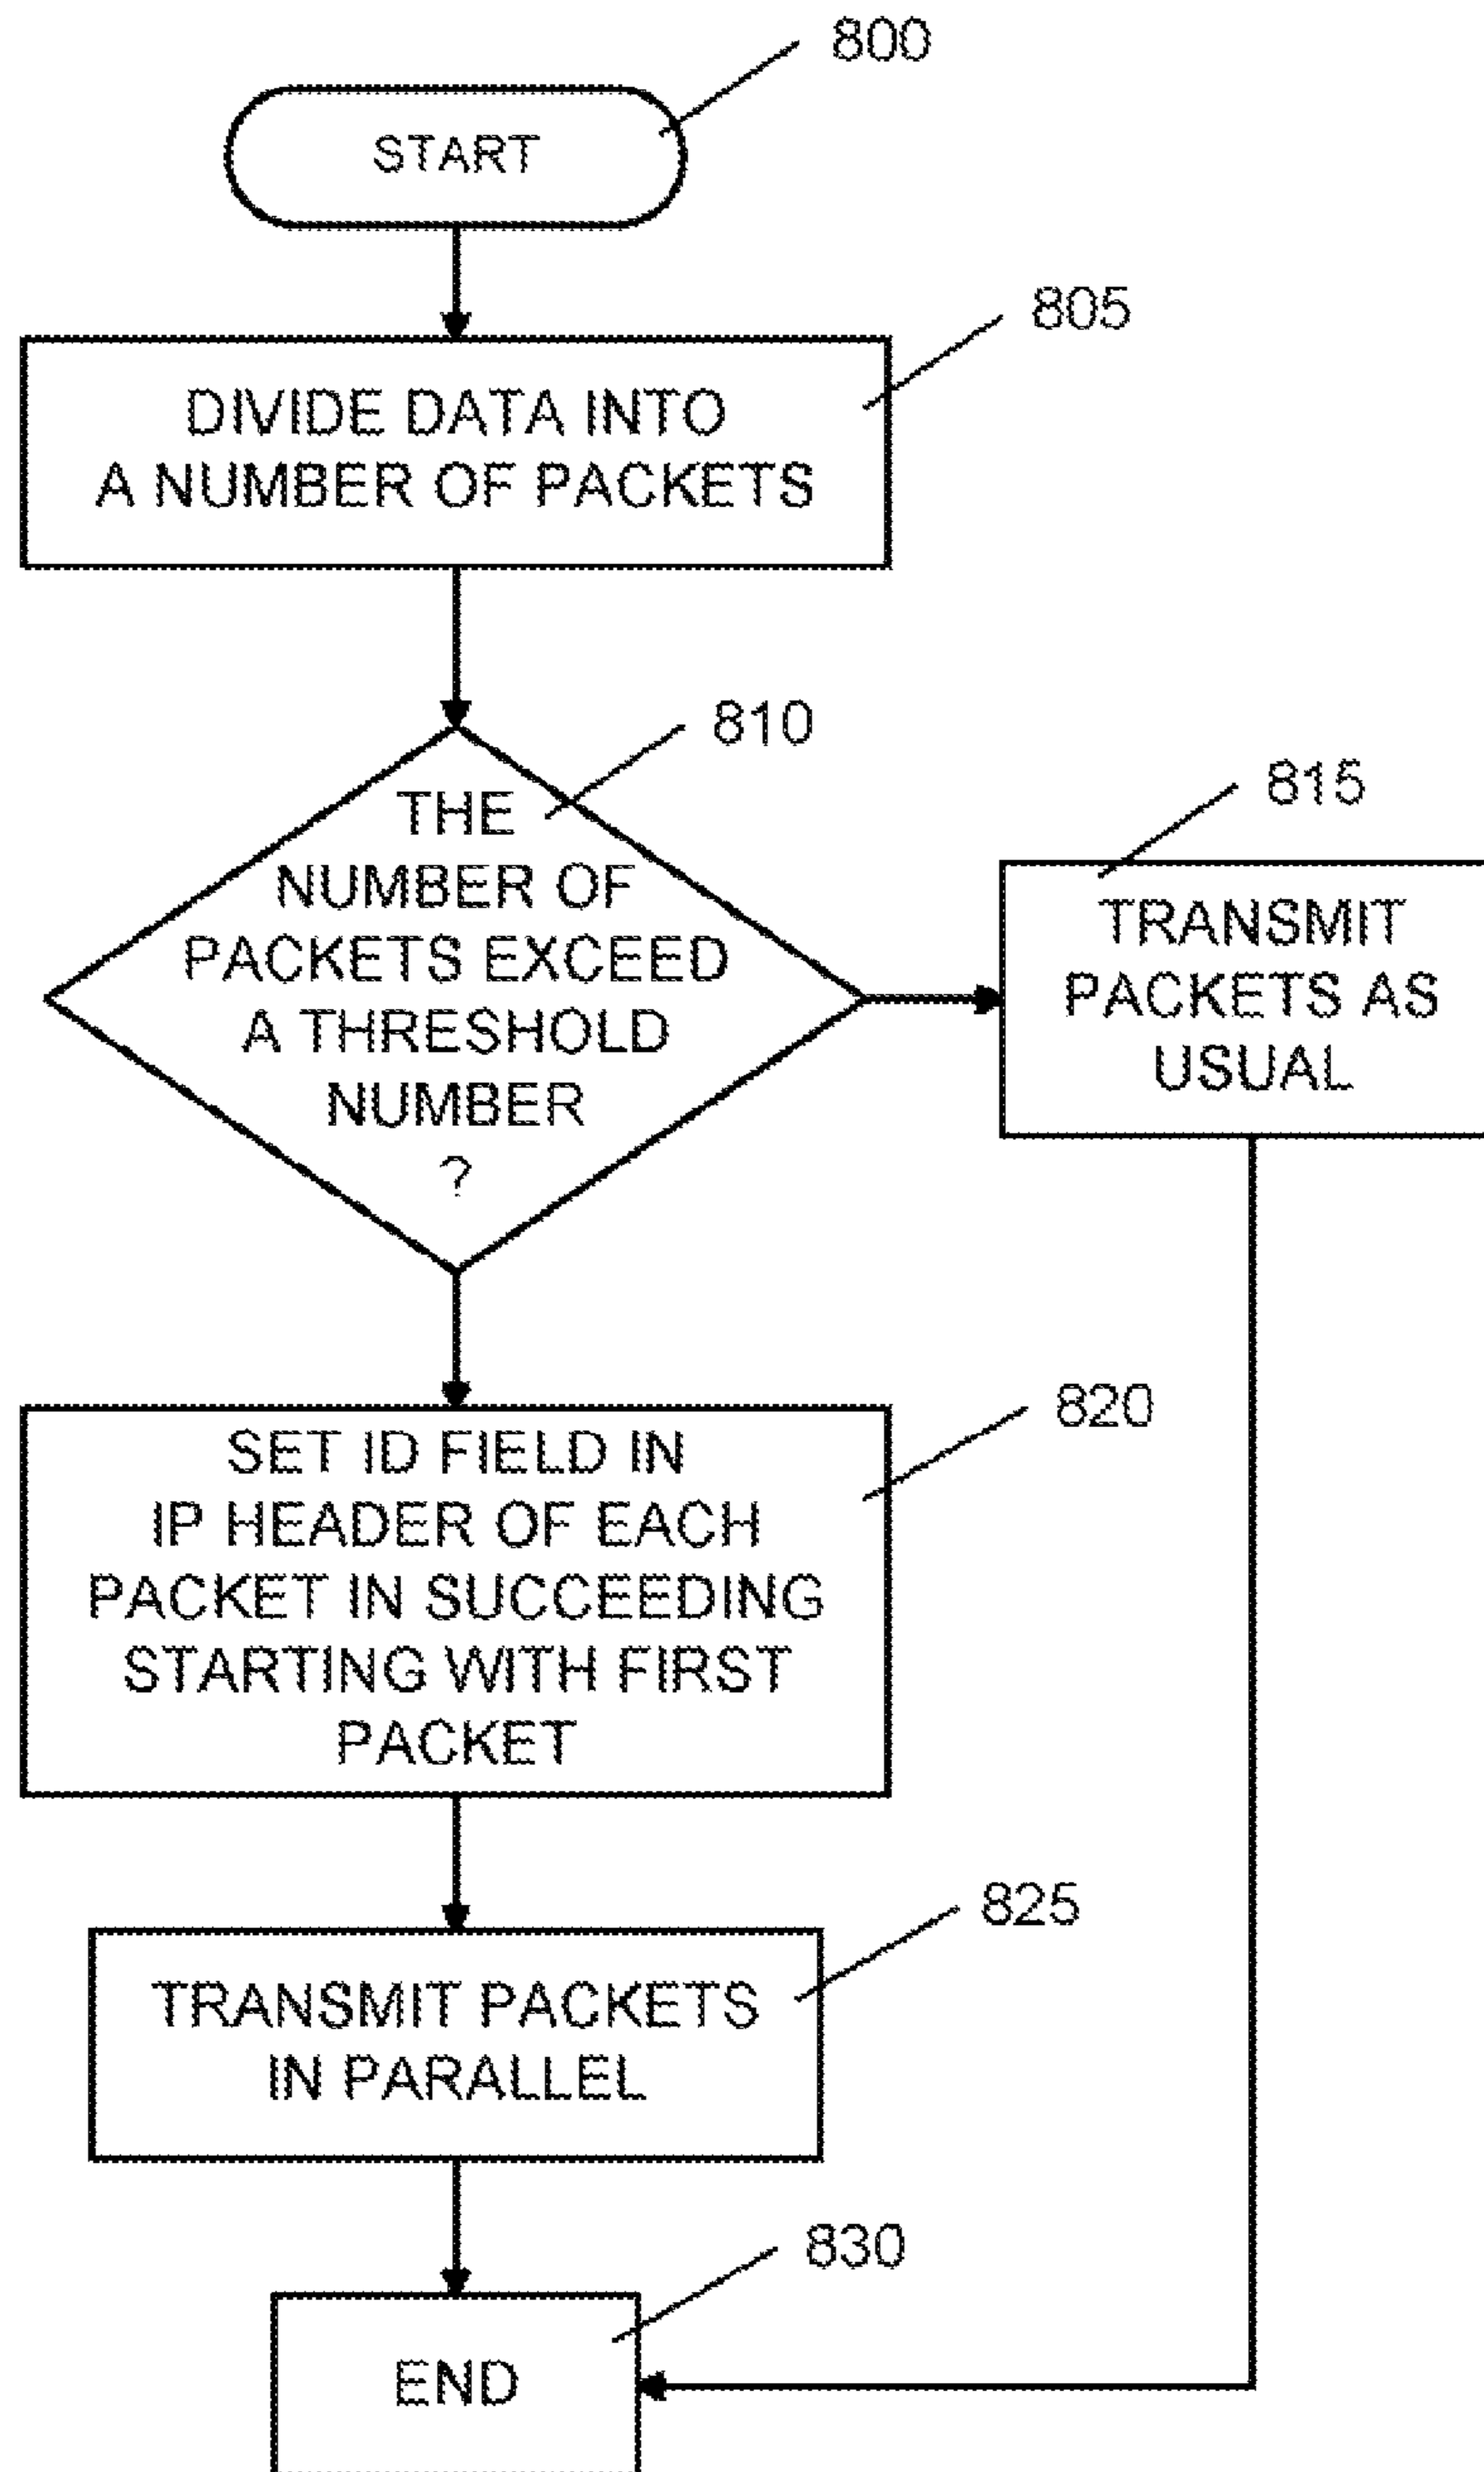 800
START
805
DIVIDE DATA INTO
A NUMBER OF PACKETS
810
THE
NUMBER OF
PACKETS EXCEED
A THRESHOLD
NUMBER
?
815
TRANSMIT
PACKETS AS
USUAL
820
SET ID FIELD IN
IP HEADER OF EACH
PACKET IN SUCCEEDING
STARTING WITH FIRST
PACKET
825
TRANSMIT PACKETS
IN PARALLEL
830
END